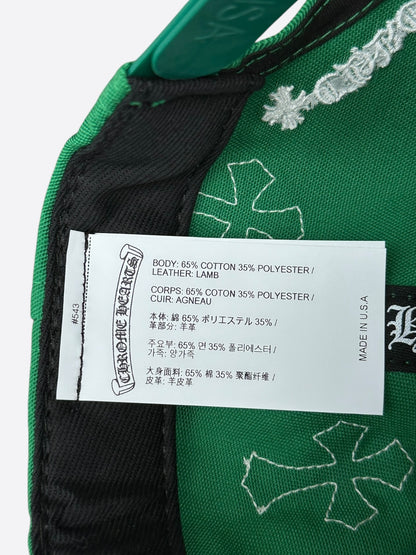 USA
BODY: 65% COTTON 35% POLYESTER /
LEATHER: LAMB
CORPS: 65% COTON 35% POLYESTER /
CUIR: AGNEAU
本体: 綿 65% ポリエステル 35% /
革部分: 羊革
주요부: 65% 면 35% 폴리에스터 /
가죽: 양가죽
大身面料: 65% 棉 35% 聚酯纤维 /
皮革: 羊皮革
CHROME HEARTS
#543
MADE IN U.S.A